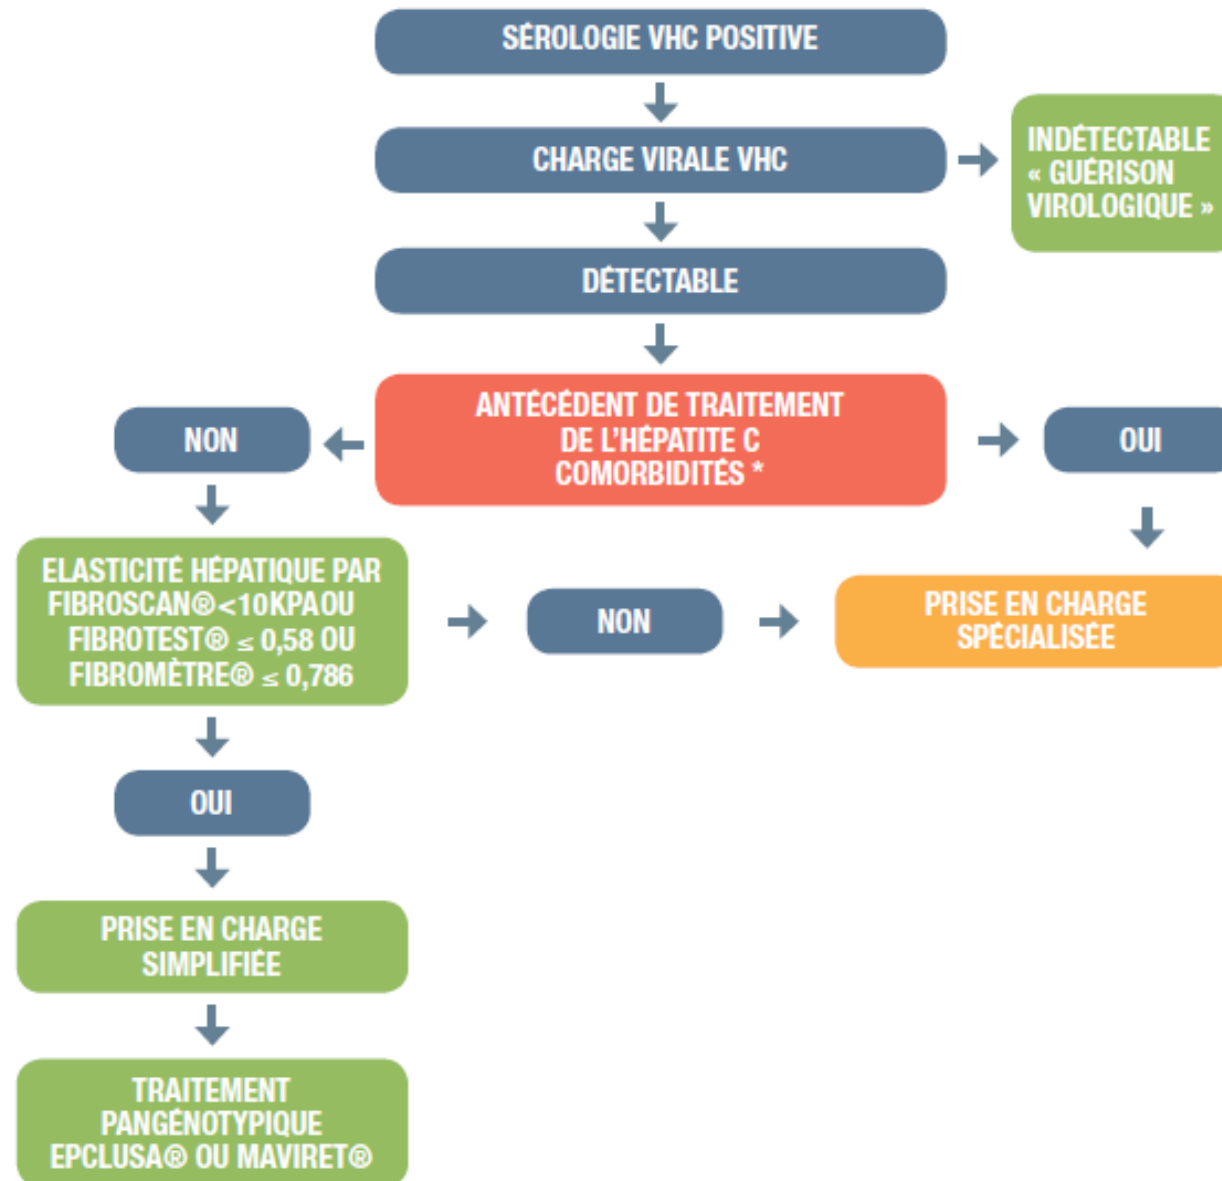 SÉROLOGIE VHC POSITIVE
CHARGE VIRALE VHC
INDÉTECTABLE
« GUÉRISON
VIROLOGIQUE »
DÉTECTABLE
ANTÉCÉDENT DE TRAITEMENT
DE L'HÉPATITE C
COMORBIDITÉS *
NON
OUI
ELASTICITÉ HÉPATIQUE PAR
FIBROSCAN®<10KPAOU
FIBROTEST® ≤ 0,58 OU
FIBROMÈTRE® ≤ 0,786
NON
PRISE EN CHARGE
SPÉCIALISÉE
OUI
PRISE EN CHARGE
SIMPLIFIÉE
TRAITEMENT
PANGÉNOTYPIQUE
EPCLUSA® OU MAVIRET®